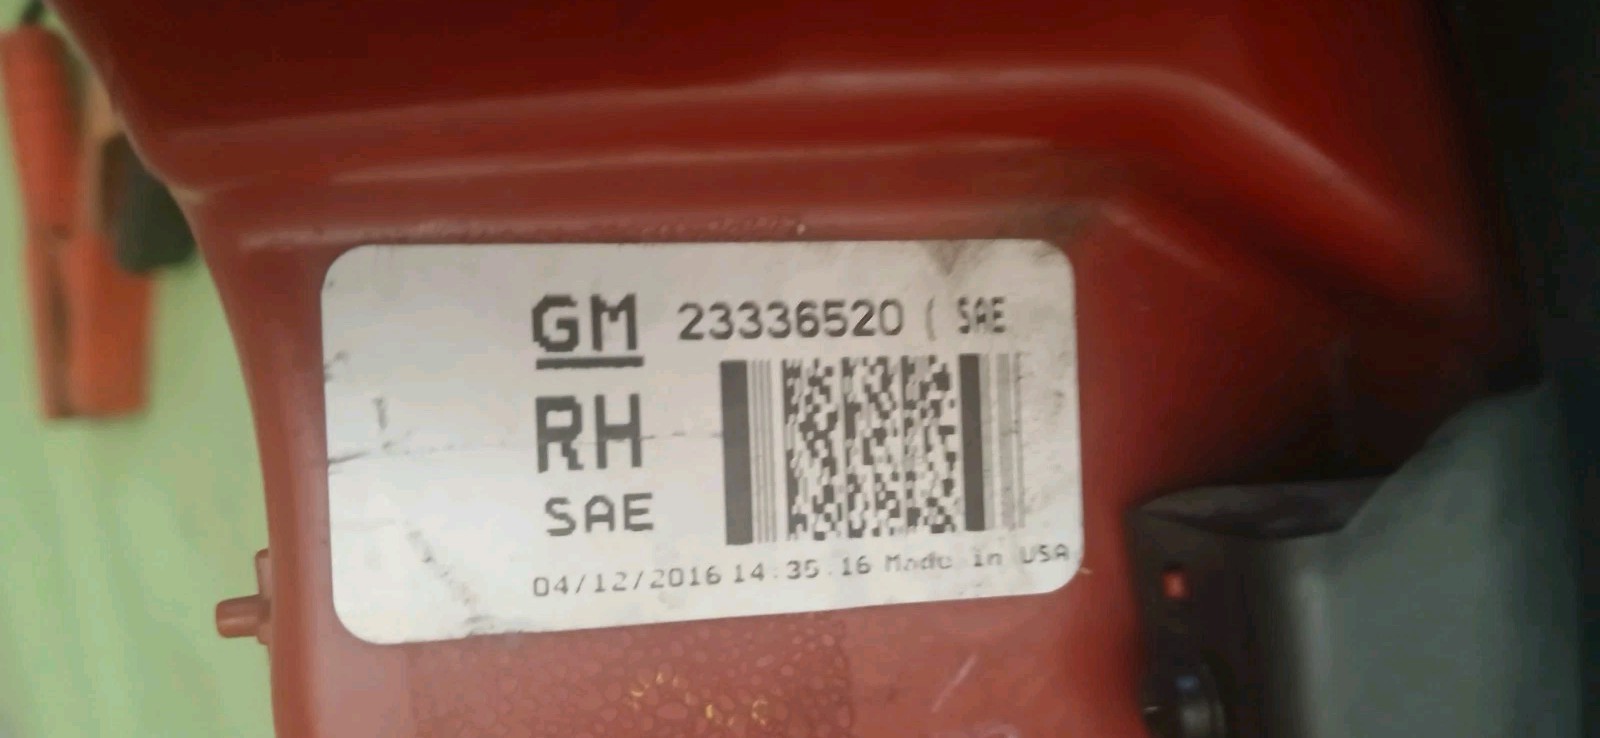 GM 23336520 ( SAE
RH
SAE
04/12/2016 14:35:16 Made in USA